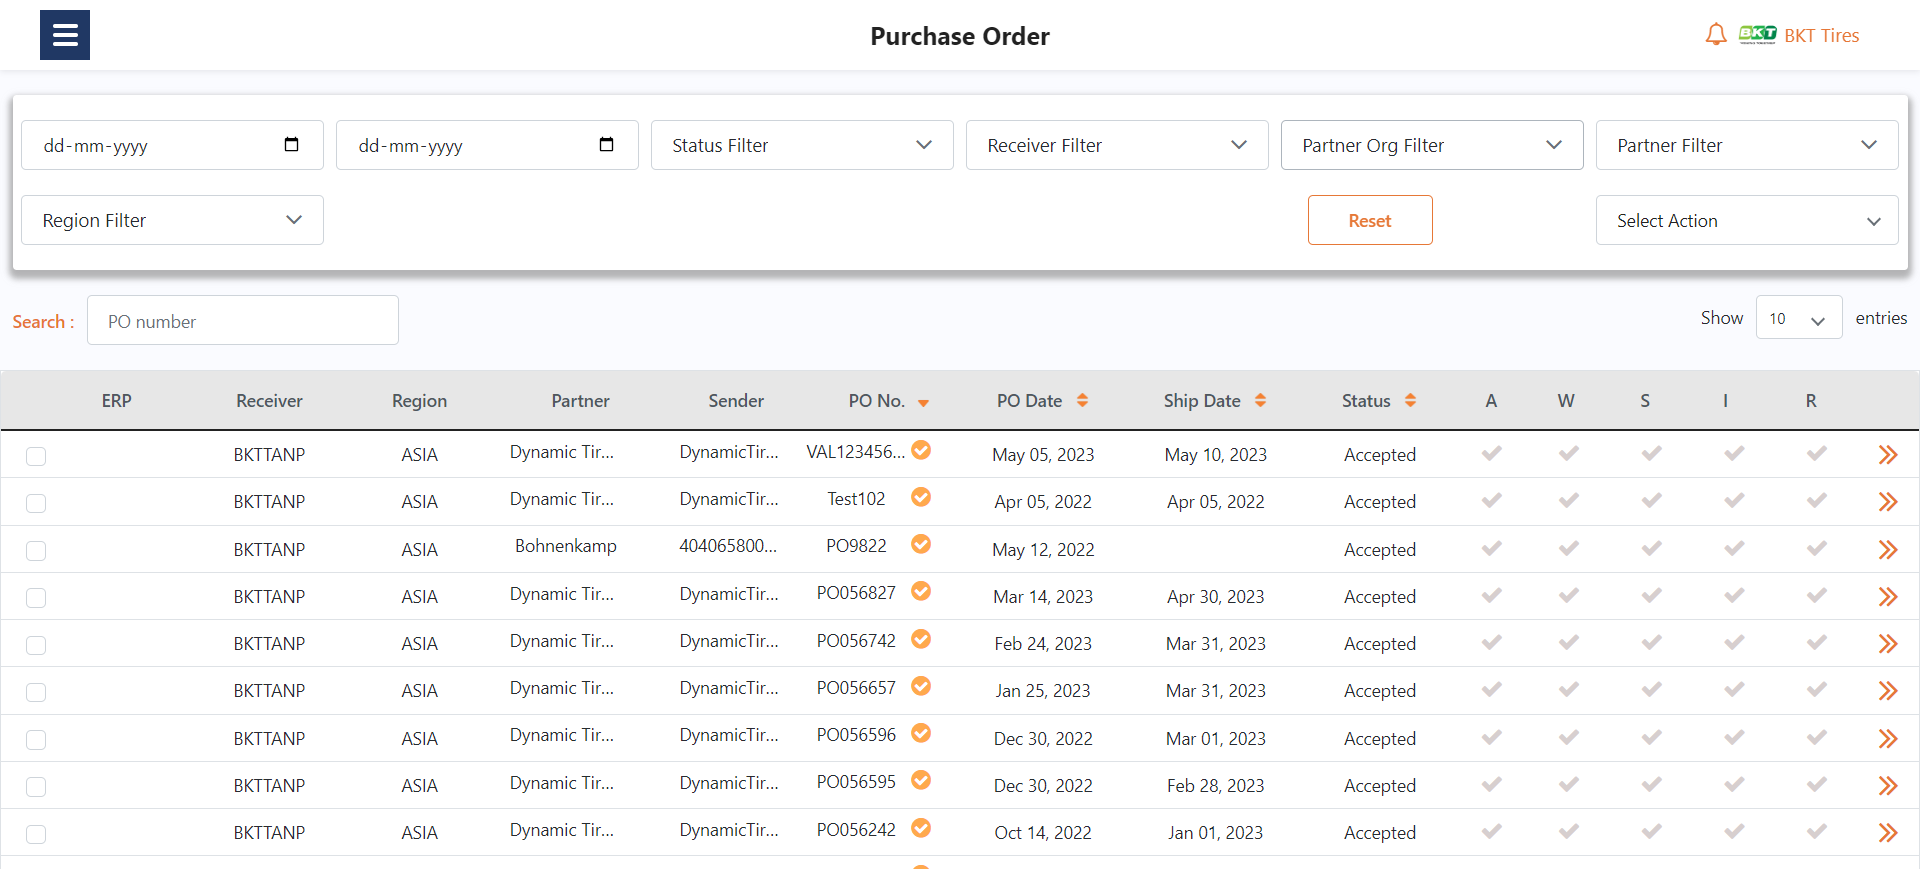 Purchase Order
BKT BKT Tires
dd-mm-yyyy dd-mm-yyyy Status Filter Receiver Filter Partner Org Filter Partner Filter
Region Filter Reset Select Action
Search : PO number Show 10 entries
ERP Receiver Region Partner Sender PO No. PO Date Ship Date Status A W S I R
BKTTANP ASIA Dynamic Tir... DynamicTir... VAL123456... May 05, 2023 May 10, 2023 Accepted
BKTTANP ASIA Dynamic Tir... DynamicTir... Test102 Apr 05, 2022 Apr 05, 2022 Accepted
BKTTANP ASIA Bohnenkamp 404065800... PO9822 May 12, 2022 Accepted
BKTTANP ASIA Dynamic Tir... DynamicTir... PO056827 Mar 14, 2023 Apr 30, 2023 Accepted
BKTTANP ASIA Dynamic Tir... DynamicTir... PO056742 Feb 24, 2023 Mar 31, 2023 Accepted
BKTTANP ASIA Dynamic Tir... DynamicTir... PO056657 Jan 25, 2023 Mar 31, 2023 Accepted
BKTTANP ASIA Dynamic Tir... DynamicTir... PO056596 Dec 30, 2022 Mar 01, 2023 Accepted
BKTTANP ASIA Dynamic Tir... DynamicTir... PO056595 Dec 30, 2022 Feb 28, 2023 Accepted
BKTTANP ASIA Dynamic Tir... DynamicTir... PO056242 Oct 14, 2022 Jan 01, 2023 Accepted